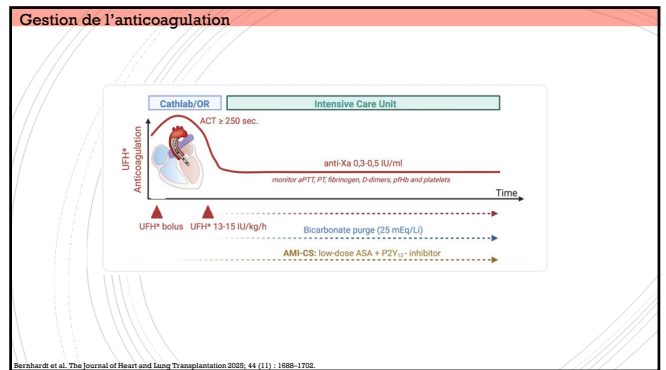 Gestion de l'anticoagulation
Cathlab/OR
Intensive Care Unit
ACT ≥ 250 sec.
UFH*
Anticoagulation
anti-Xa 0,3-0,5 IU/ml
monitor aPTT, PT, fibrinogen, D-dimers, pfHb and platelets
Time
UFH* bolus
UFH* 13-15 IU/kg/h
Bicarbonate purge (25 mEq/Li)
AMI-CS: low-dose ASA + P2Y₁₂- inhibitor
Bernhardt et al. The Journal of Heart and Lung Transplantation 2025; 44 (11) : 1688–1702.